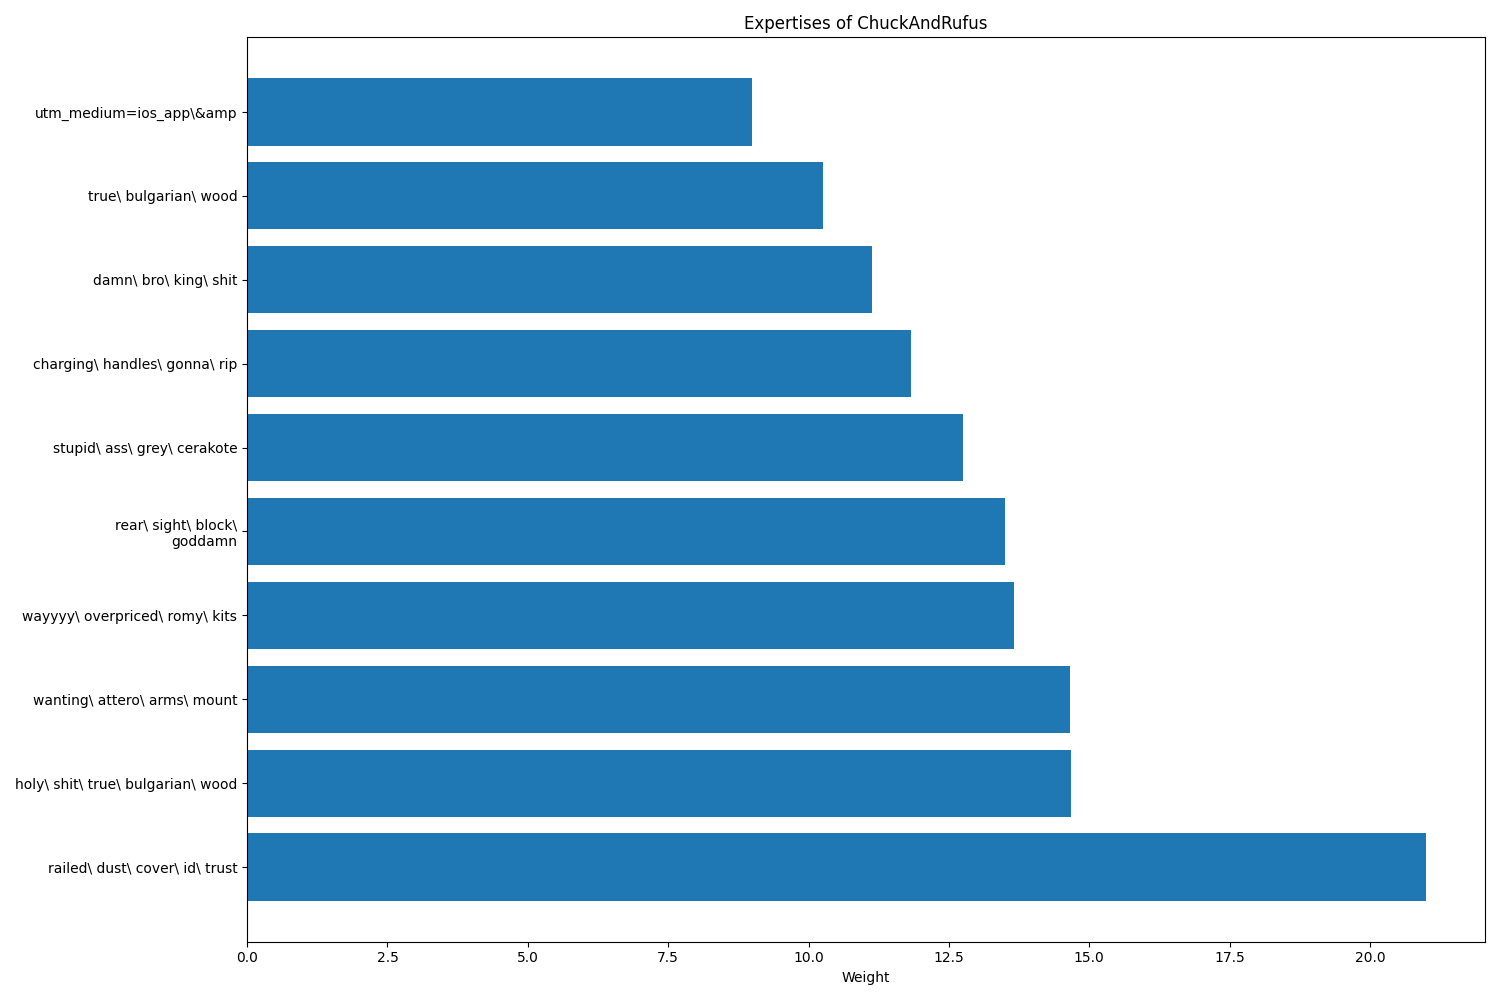 Expertises of ChuckAndRufus
utm_medium=ios_app\&amp
true\ bulgarian\ wood
damn\ bro\ king\ shit
charging\ handles\ gonna\ rip
stupid\ ass\ grey\ cerakote
rear\ sight\ block\
goddamn
wayyyy\ overpriced\ romy\ kits
wanting\ attero\ arms\ mount
holy\ shit\ true\ bulgarian\ wood
railed\ dust\ cover\ id\ trust
0.0 2.5 5.0 7.5 10.0 12.5 15.0 17.5 20.0
Weight